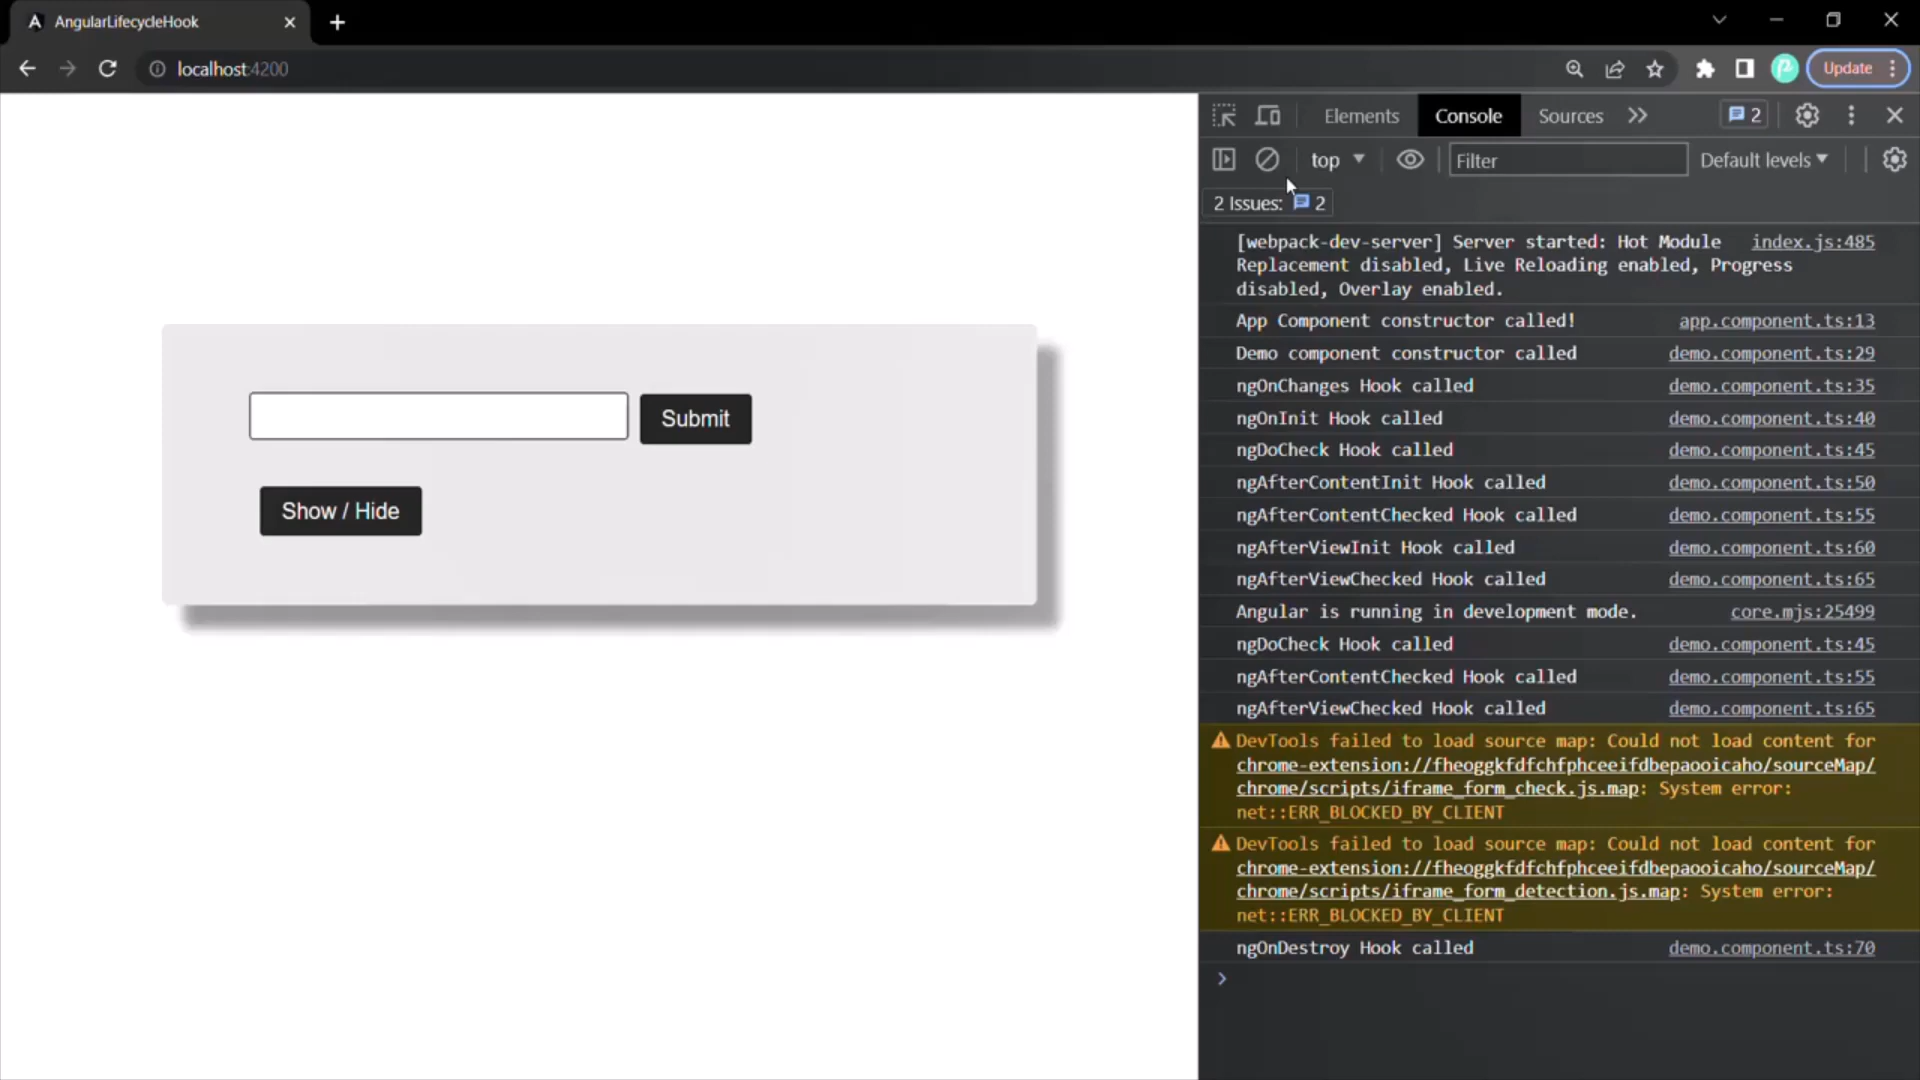 AngularLifecycleHook
localhost:4200
Update
Elements
Console
Sources
2
top
Filter
Default levels
2 Issues: 2
[webpack-dev-server] Server started: Hot Module index.js:485
Replacement disabled, Live Reloading enabled, Progress
disabled, Overlay enabled.
App Component constructor called! app.component.ts:13
Demo component constructor called demo.component.ts:29
ngOnChanges Hook called demo.component.ts:35
ngOnInit Hook called demo.component.ts:40
ngDoCheck Hook called demo.component.ts:45
ngAfterContentInit Hook called demo.component.ts:50
ngAfterContentChecked Hook called demo.component.ts:55
ngAfterViewInit Hook called demo.component.ts:60
ngAfterViewChecked Hook called demo.component.ts:65
Angular is running in development mode. core.mjs:25499
ngDoCheck Hook called demo.component.ts:45
ngAfterContentChecked Hook called demo.component.ts:55
ngAfterViewChecked Hook called demo.component.ts:65
DevTools failed to load source map: Could not load content for
chrome-extension://fheoggkfdfchfphceeifdbepaooicaho/sourceMap/
chrome/scripts/iframe_form_check.js.map: System error:
net::ERR_BLOCKED_BY_CLIENT
DevTools failed to load source map: Could not load content for
chrome-extension://fheoggkfdfchfphceeifdbepaooicaho/sourceMap/
chrome/scripts/iframe_form_detection.js.map: System error:
net::ERR_BLOCKED_BY_CLIENT
ngOnDestroy Hook called demo.component.ts:70
Submit
Show / Hide